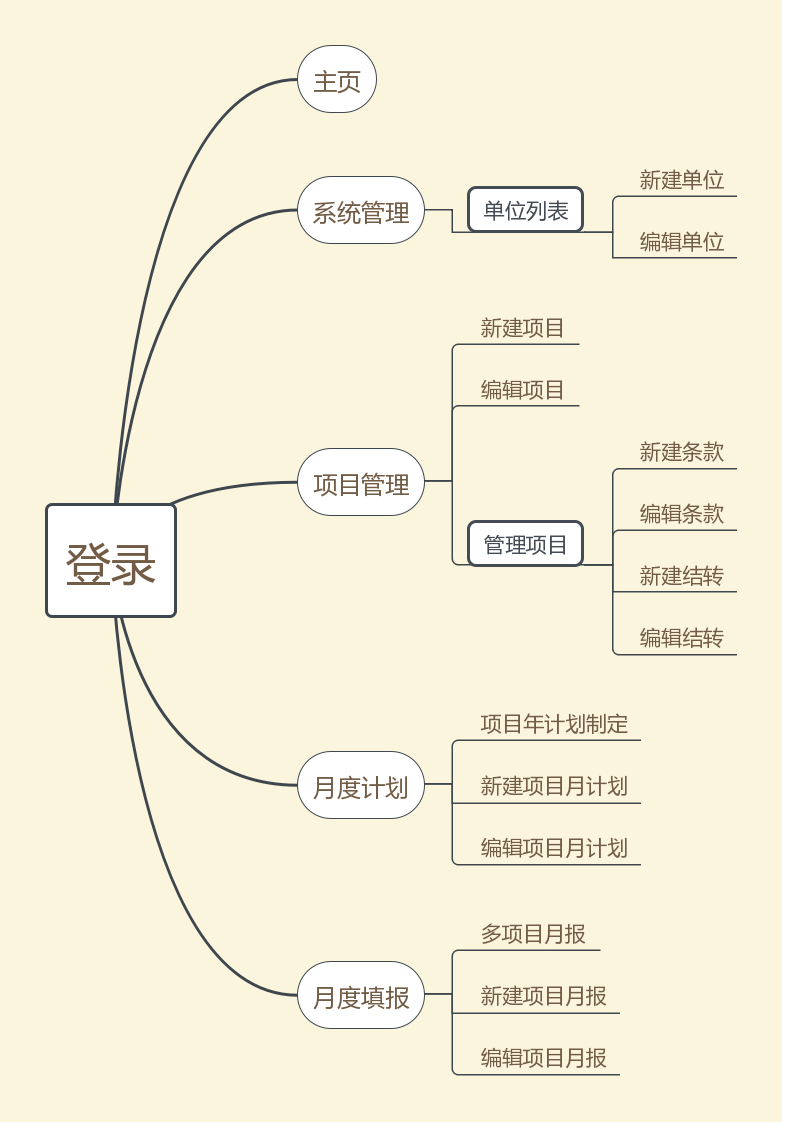 主页
系统管理
单位列表
新建单位
编辑单位
新建项目
编辑项目
项目管理
管理项目
新建条款
编辑条款
新建结转
编辑结转
登录
月度计划
项目年计划制定
新建项目月计划
编辑项目月计划
月度填报
多项目月报
新建项目月报
编辑项目月报